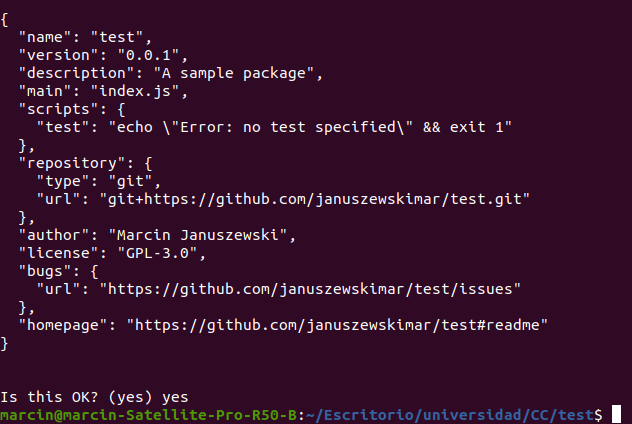 {
  "name": "test",
  "version": "0.0.1",
  "description": "A sample package",
  "main": "index.js",
  "scripts": {
    "test": "echo \"Error: no test specified\" && exit 1"
  },
  "repository": {
    "type": "git",
    "url": "git+https://github.com/januszewskimar/test.git"
  },
  "author": "Marcin Januszewski",
  "license": "GPL-3.0",
  "bugs": {
    "url": "https://github.com/januszewskimar/test/issues"
  },
  "homepage": "https://github.com/januszewskimar/test#readme"
}
Is this OK? (yes) yes
marcin@marcin-Satellite-Pro-R50-B:~/Escritorio/universidad/CC/test$